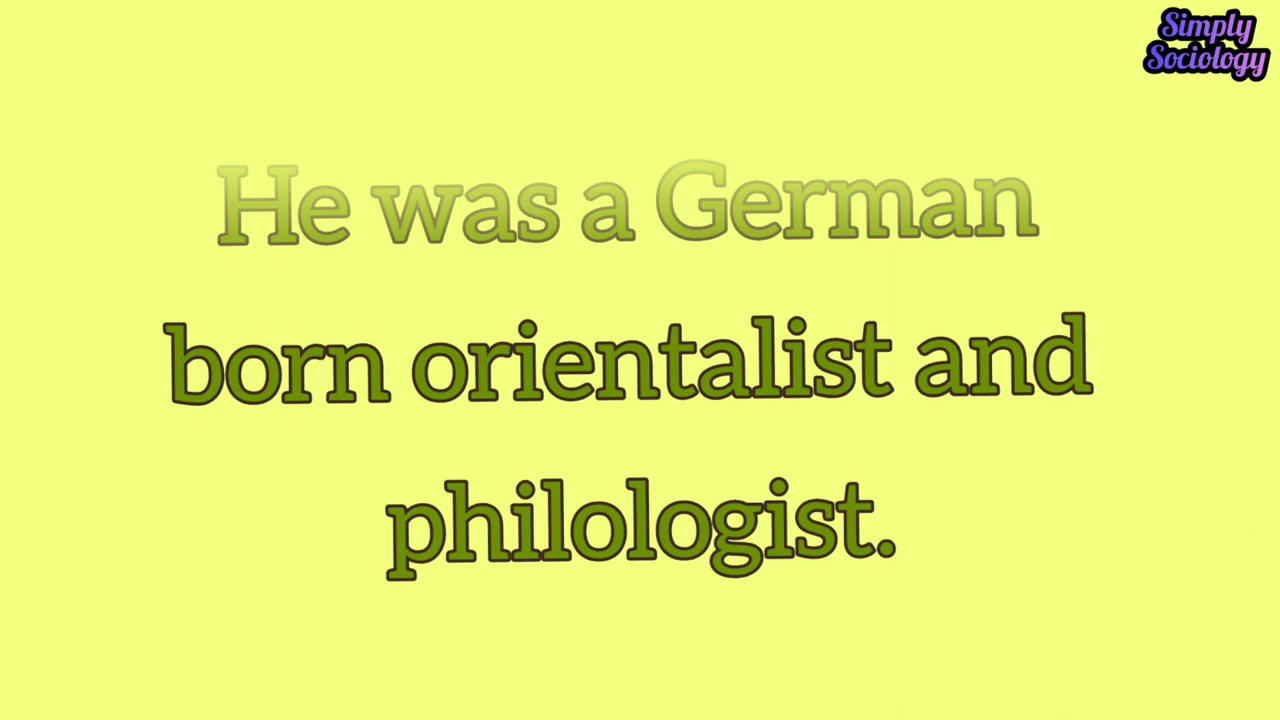 Simply
Sociology
He was a German
born orientalist and
philologist.